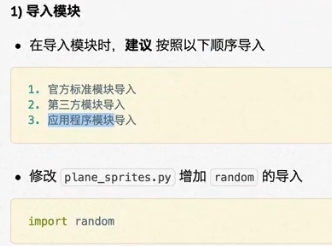 1) 导入模块
• 在导入模块时，建议 按照以下顺序导入
1. 官方标准模块导入
2. 第三方模块导入
3. 应用程序模块导入
• 修改 plane_sprites.py 增加 random 的导入
import random